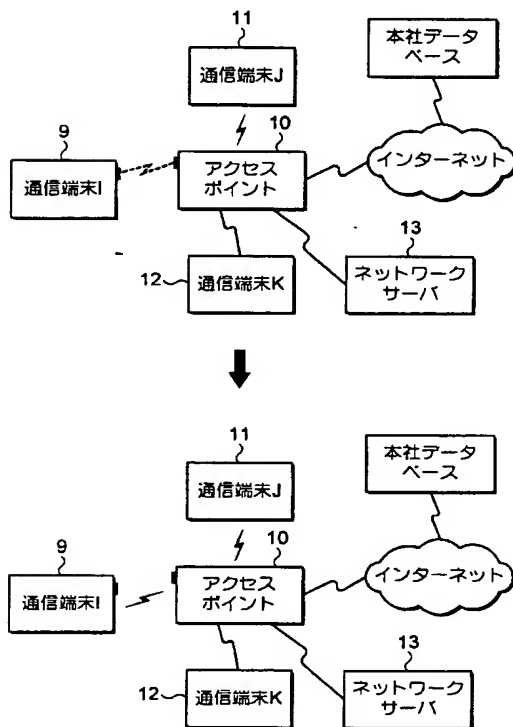 11
通信端末J
本社データ
ベース
9
通信端末I
10
アクセス
ポイント
インターネット
12
通信端末K
13
ネットワーク
サーバ
11
通信端末J
本社データ
ベース
9
通信端末I
10
アクセス
ポイント
インターネット
12
通信端末K
13
ネットワーク
サーバ